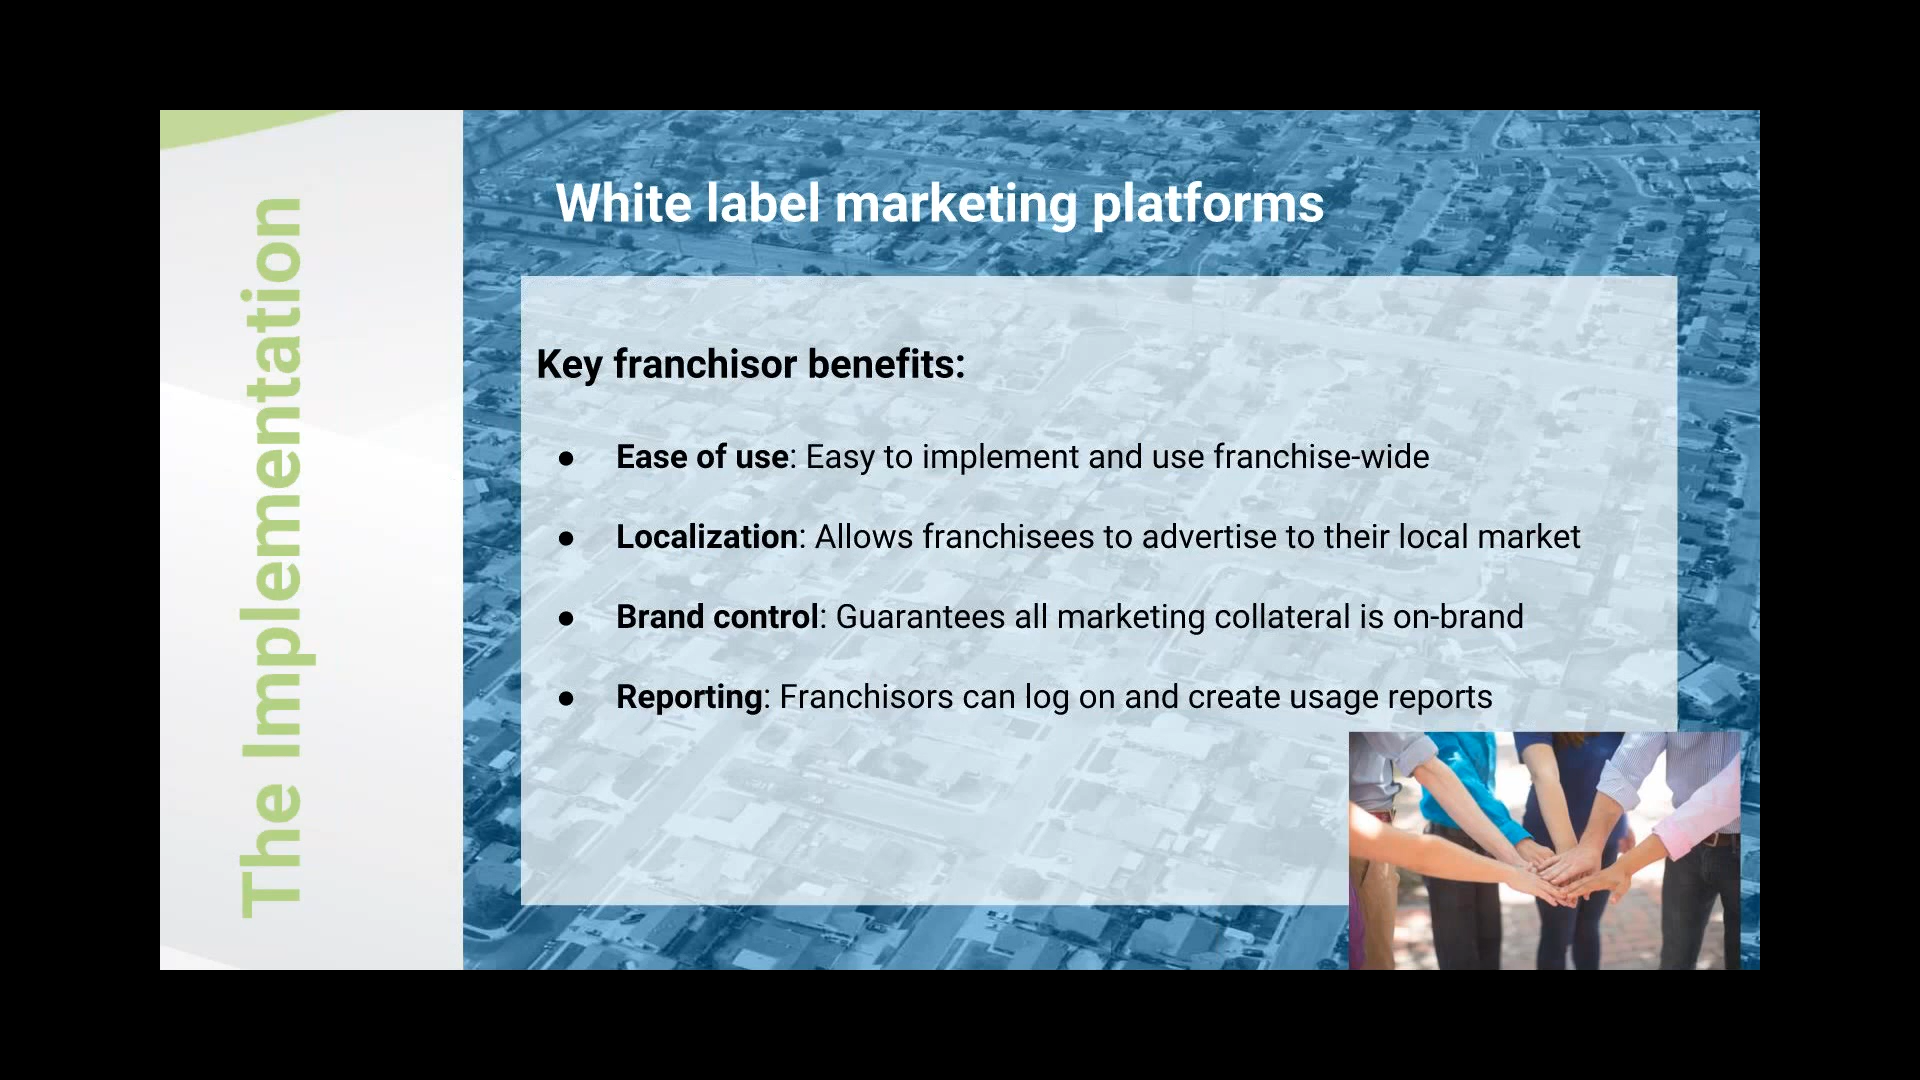 The Implementation
White label marketing platforms
Key franchisor benefits:
● Ease of use: Easy to implement and use franchise-wide
● Localization: Allows franchisees to advertise to their local market
● Brand control: Guarantees all marketing collateral is on-brand
● Reporting: Franchisors can log on and create usage reports